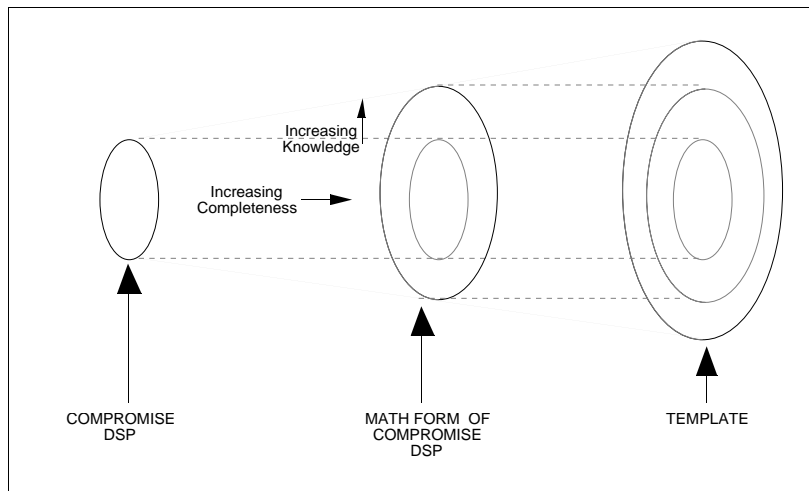 Increasing
Knowledge
Increasing
Completeness
COMPROMISE
DSP
MATH FORM OF
COMPROMISE
DSP
TEMPLATE